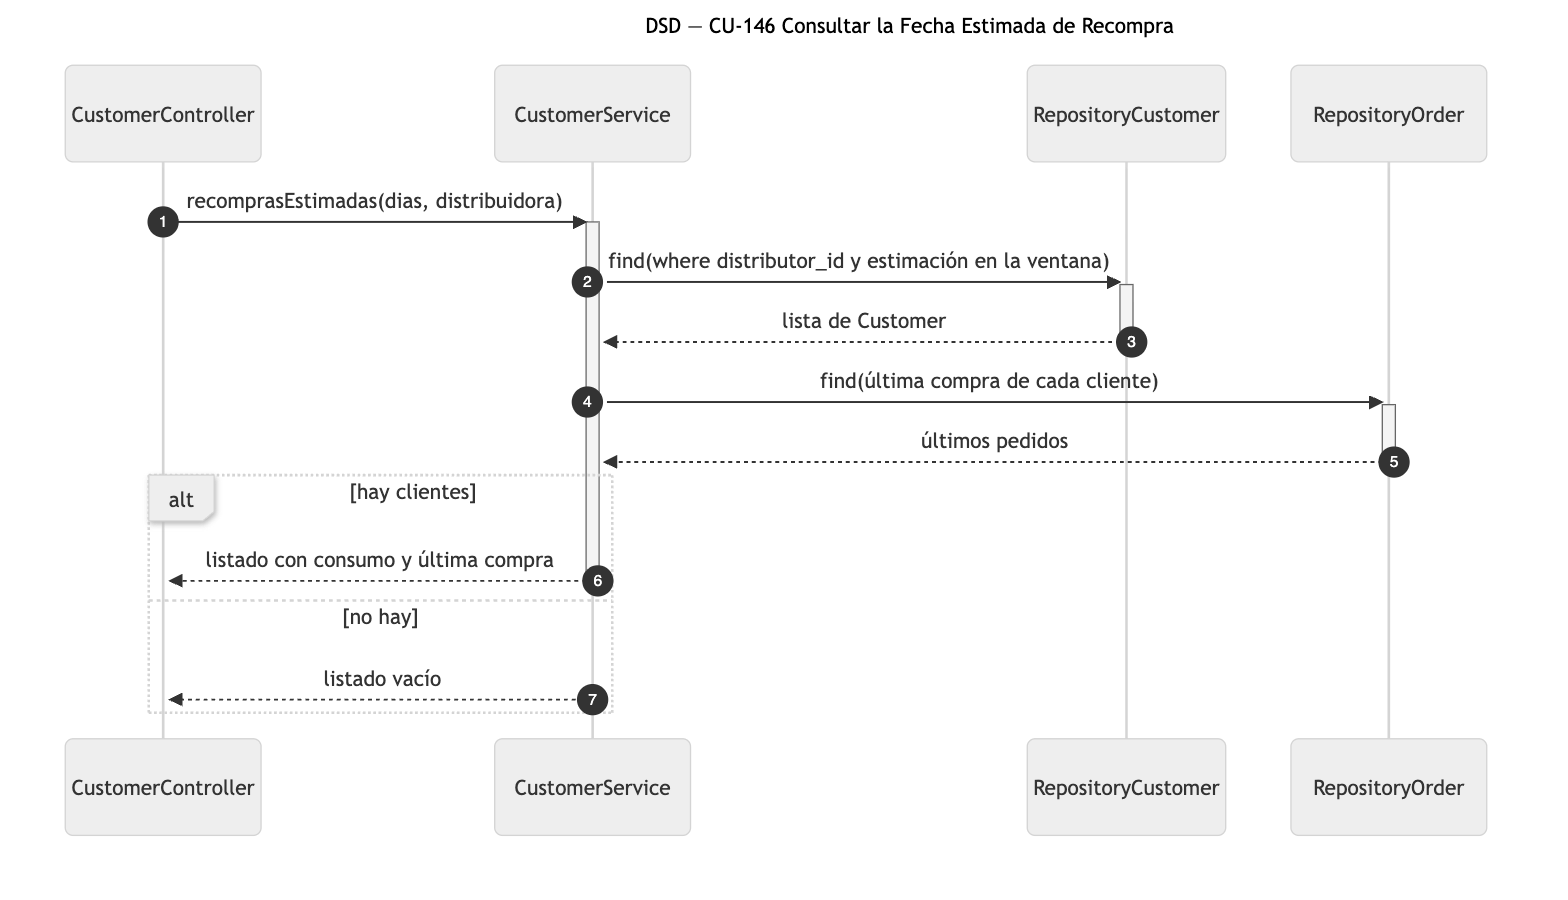 DSD — CU-146 Consultar la Fecha Estimada de Recompra
CustomerController
CustomerService
RepositoryCustomer
RepositoryOrder
recomprasEstimadas(dias, distribuidora)
1
find(where distributor_id y estimación en la ventana)
2
lista de Customer
3
find(última compra de cada cliente)
4
últimos pedidos
5
alt
[hay clientes]
listado con consumo y última compra
6
[no hay]
listado vacío
7
CustomerController
CustomerService
RepositoryCustomer
RepositoryOrder